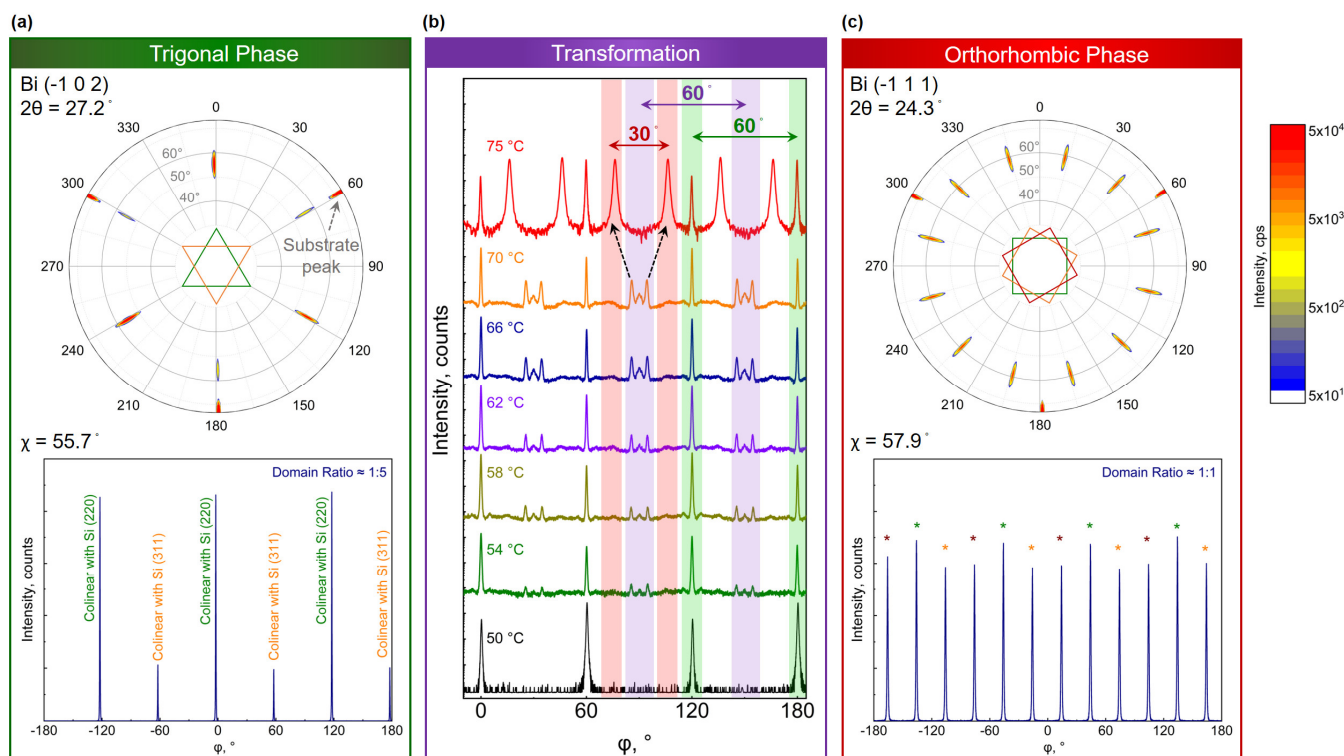 (a)
Trigonal Phase
Bi (-1 0 2)
2θ = 27.2°
0
30
60
90
120
150
180
210
240
270
300
330
60°
50°
40°
Substrate
peak
χ = 55.7°
Domain Ratio ≈ 1:5
Colinear with Si (220)
Colinear with Si (311)
Colinear with Si (220)
Colinear with Si (311)
Colinear with Si (220)
Colinear with Si (311)
Intensity, counts
-180
-120
-60
0
60
120
180
φ, °
(b)
Transformation
60°
60°
30°
75 °C
70 °C
66 °C
62 °C
58 °C
54 °C
50 °C
Intensity, counts
0
60
120
180
φ, °
(c)
Orthorhombic Phase
Bi (-1 1 1)
2θ = 24.3°
0
30
60
90
120
150
180
210
240
270
300
330
60°
50°
40°
χ = 57.9°
Domain Ratio ≈ 1:1
* * * * * * * * * * * *
Intensity, counts
-180
-120
-60
0
60
120
180
φ, °
Intensity, cps
5x10⁴
5x10³
5x10²
5x10¹